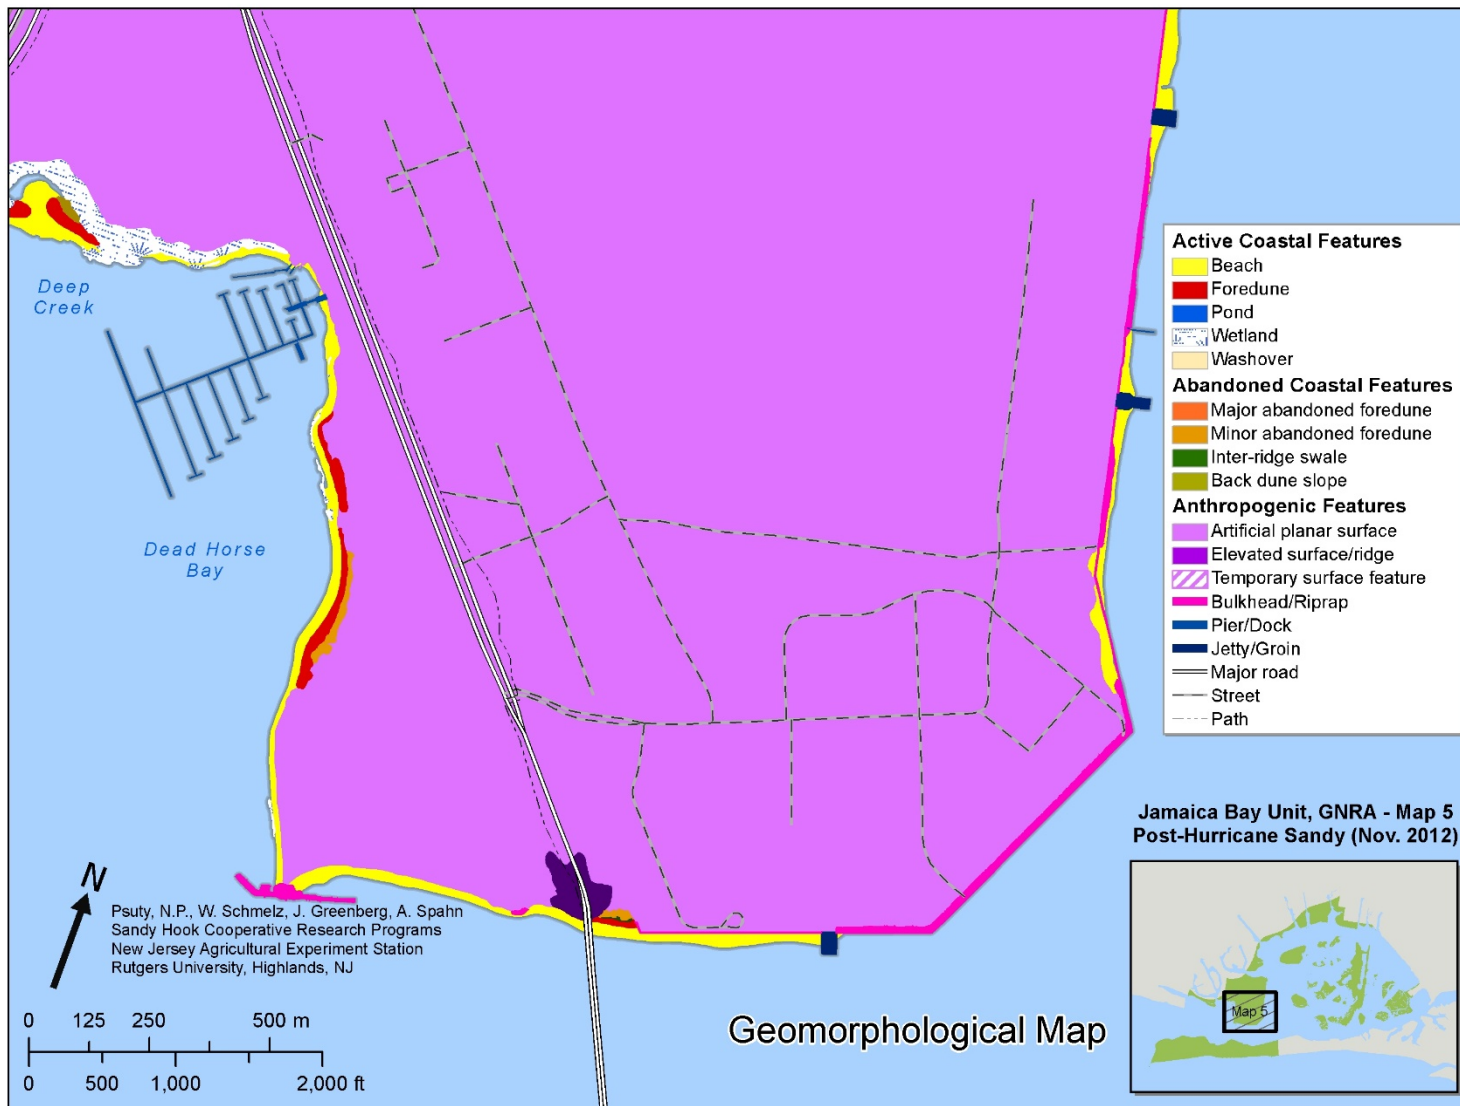 Deep
Creek
Dead Horse
Bay
Active Coastal Features
Beach
Foredune
Pond
Wetland
Washover
Abandoned Coastal Features
Major abandoned foredune
Minor abandoned foredune
Inter-ridge swale
Back dune slope
Anthropogenic Features
Artificial planar surface
Elevated surface/ridge
Temporary surface feature
Bulkhead/Riprap
Pier/Dock
Jetty/Groin
Major road
Street
Path
Jamaica Bay Unit, GNRA - Map 5
Post-Hurricane Sandy (Nov. 2012)
Map 5
N
Psuty, N.P., W. Schmelz, J. Greenberg, A. Spahn
Sandy Hook Cooperative Research Programs
New Jersey Agricultural Experiment Station
Rutgers University, Highlands, NJ
0 125 250 500 m
0 500 1,000 2,000 ft
Geomorphological Map